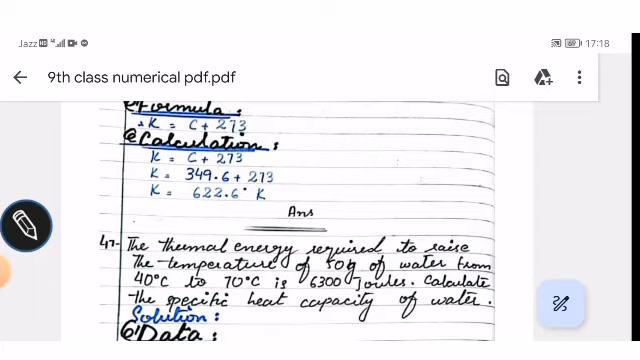 Jazz 17:18
9th class numerical pdf.pdf
Formula :
∴ K = C + 273
Calculation :
K = C + 273
K = 349.6 + 273
K = 622.6° K
Ans
47- The thermal energy required to raise
The temperature of 50g of water from
40°C to 70°C is 6300 Joules. Calculate
the specific heat capacity of water.
Solution:
Data :